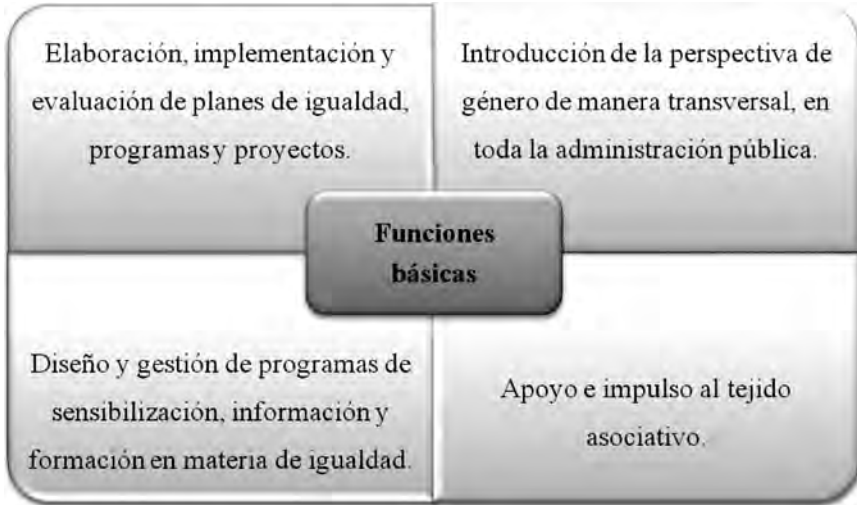 Elaboración, implementación y
evaluación de planes de igualdad,
programas y proyectos.
Introducción de la perspectiva de
género de manera transversal, en
toda la administración pública.
Funciones
básicas
Diseño y gestión de programas de
sensibilización, información y
formación en materia de igualdad.
Apoyo e impulso al tejido
asociativo.